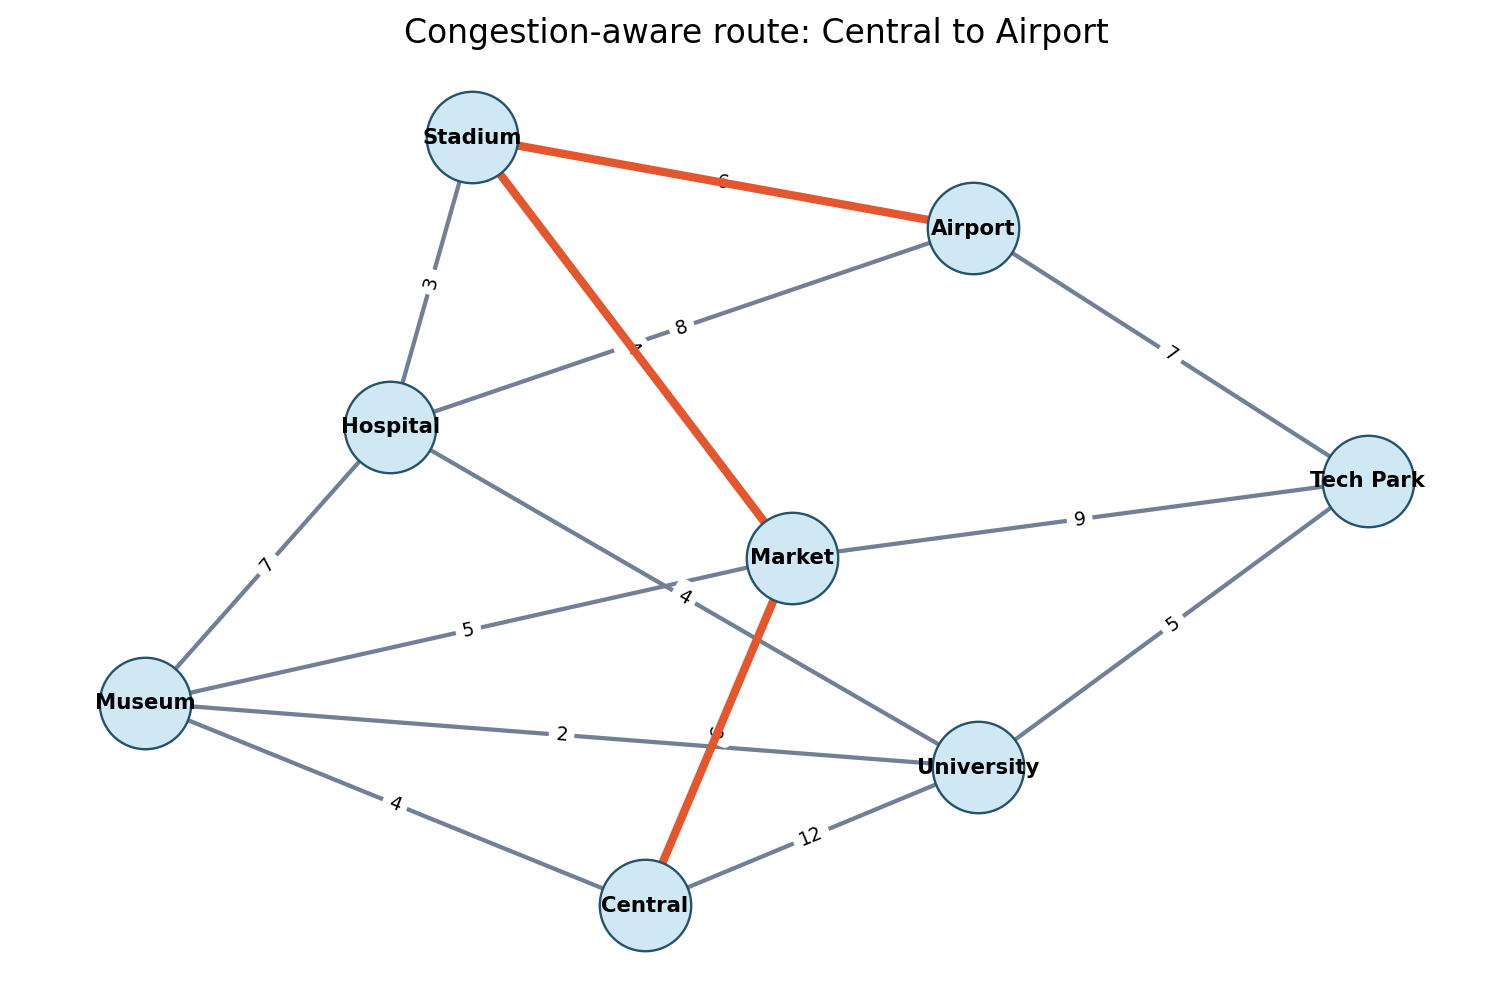 Congestion-aware route: Central to Airport
Stadium
6
Airport
3
8
7
Hospital
Tech Park
9
Market
7
4
5
5
Museum
2
University
4
12
Central